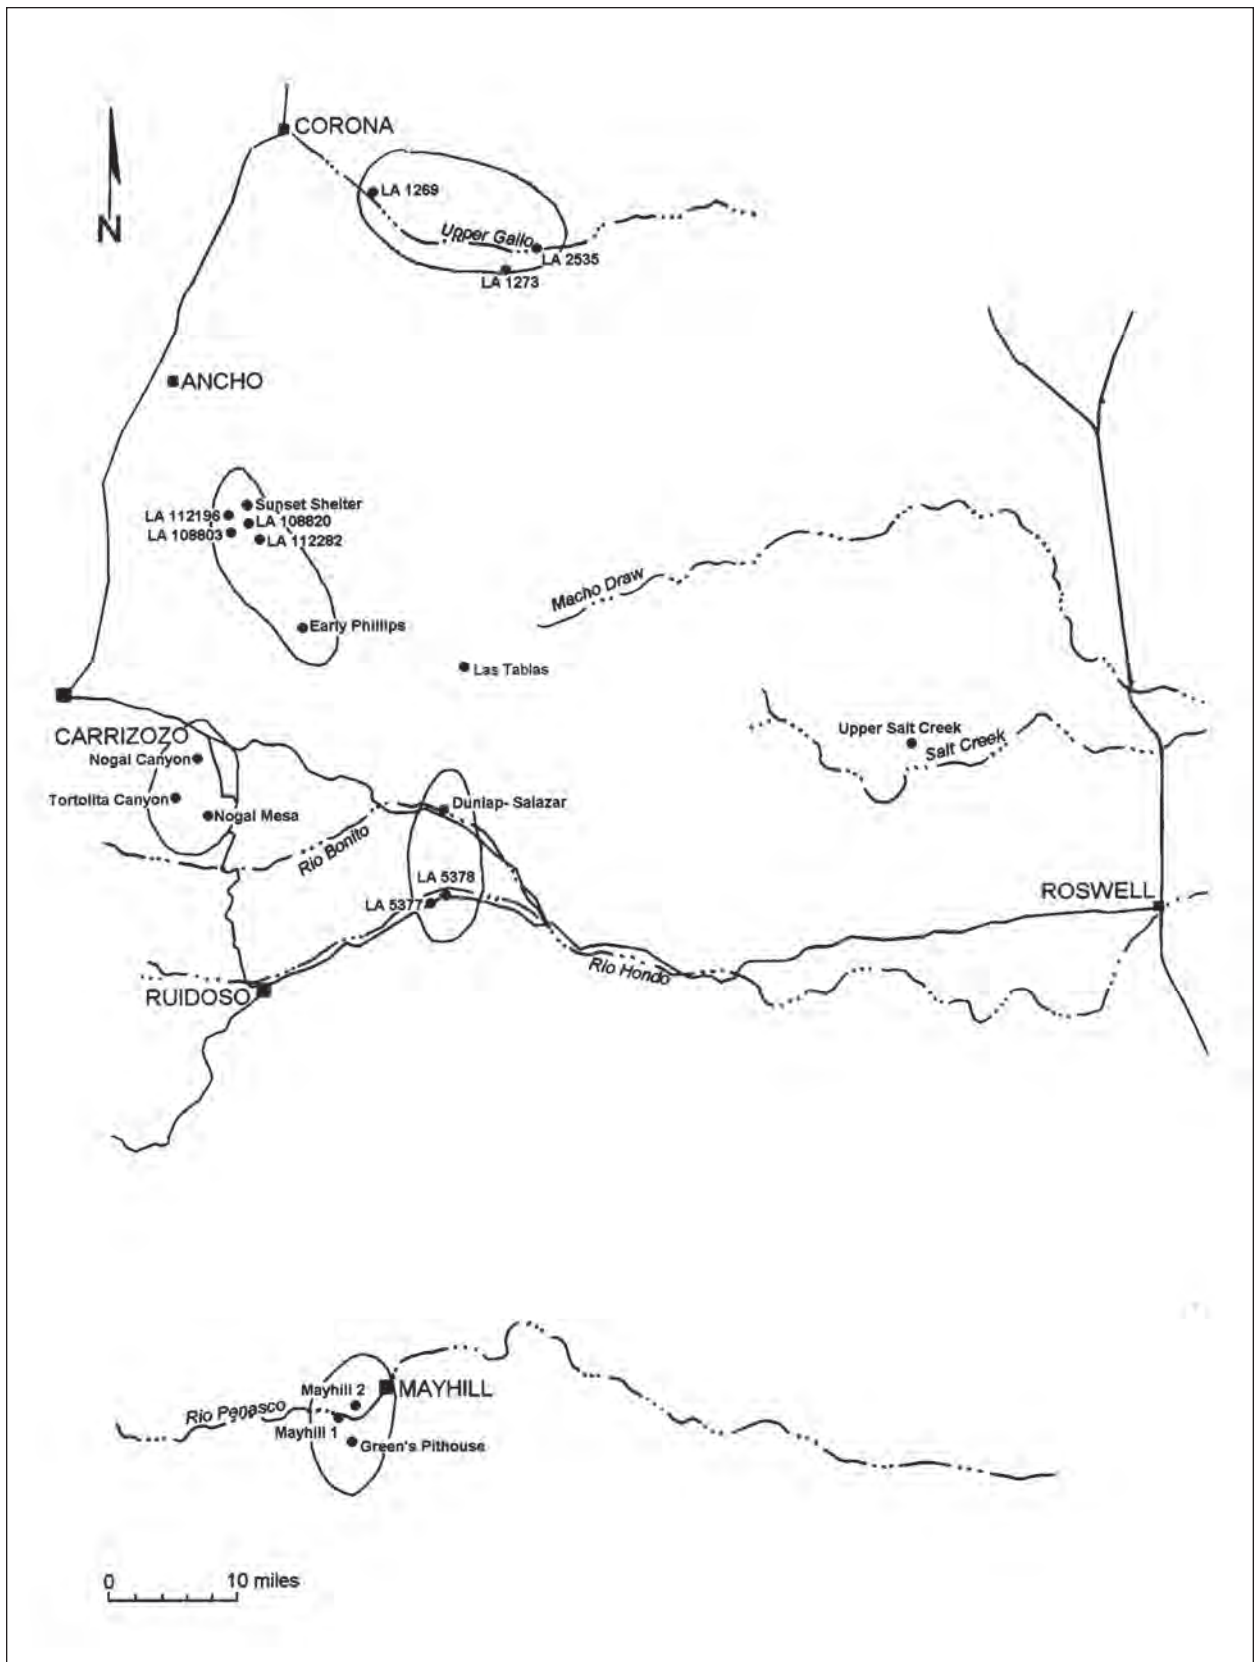 CORONA
LA 1269
N
Upper Gallo
LA 2535
LA 1273
ANCHO
Sunset Shelter
LA 112196
LA 108820
LA 108803
LA 112282
Macho Draw
Early Phillips
Las Tablas
CARRIZOZO
Upper Salt Creek
Salt Creek
Nogal Canyon
Tortolita Canyon
Dunlap- Salazar
Nogal Mesa
Rio Bonito
LA 5378
ROSWELL
LA 5377
Rio Hondo
RUIDOSO
Mayhill 2
MAYHILL
Rio Peñasco
Mayhill 1
Green's Pithouse
0 10 miles